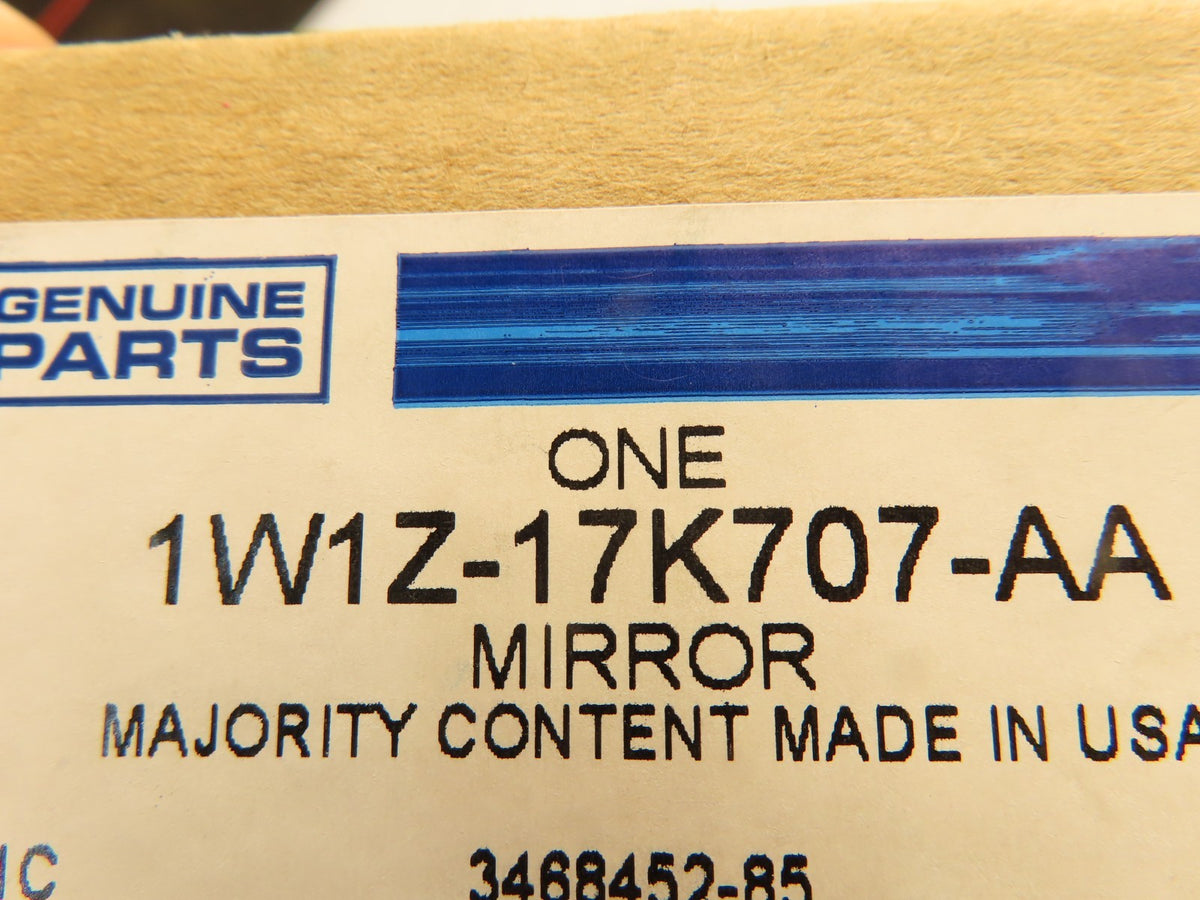 GENUINE
PARTS
ONE
1W1Z-17K707-AA
MIRROR
MAJORITY CONTENT MADE IN USA
3468452-85